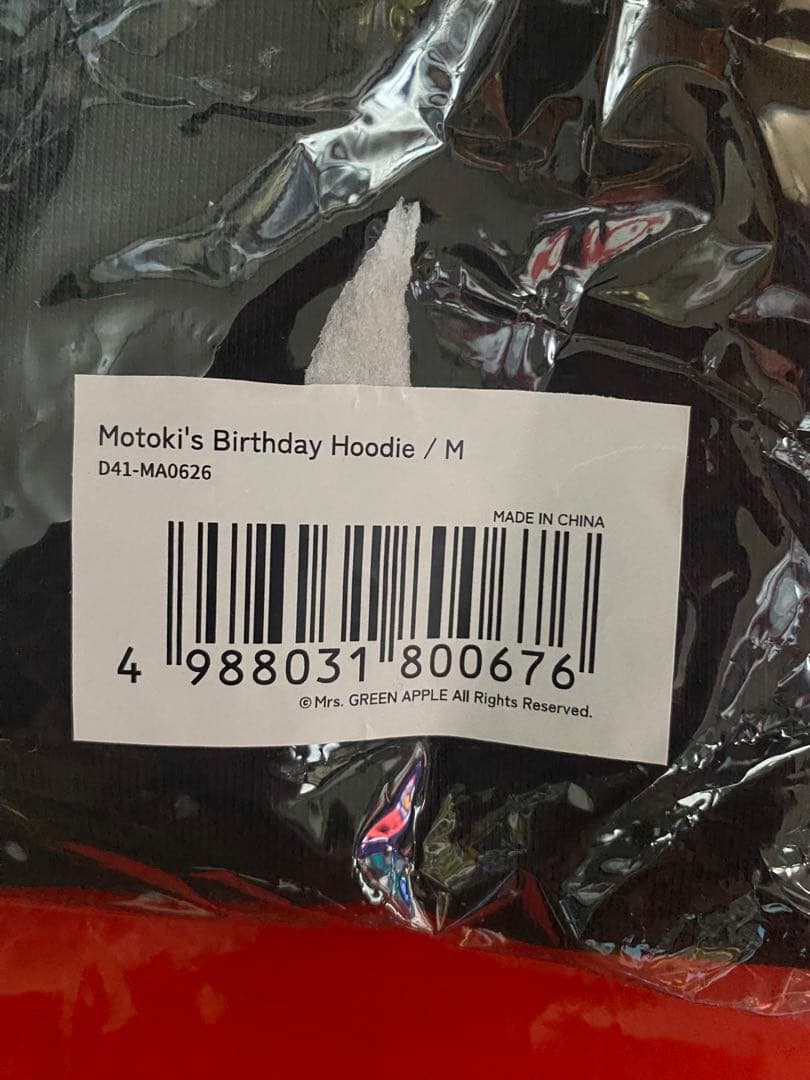 Motoki's Birthday Hoodie / M
D41-MA0626
MADE IN CHINA
4 988031 800676
©Mrs. GREEN APPLE All Rights Reserved.